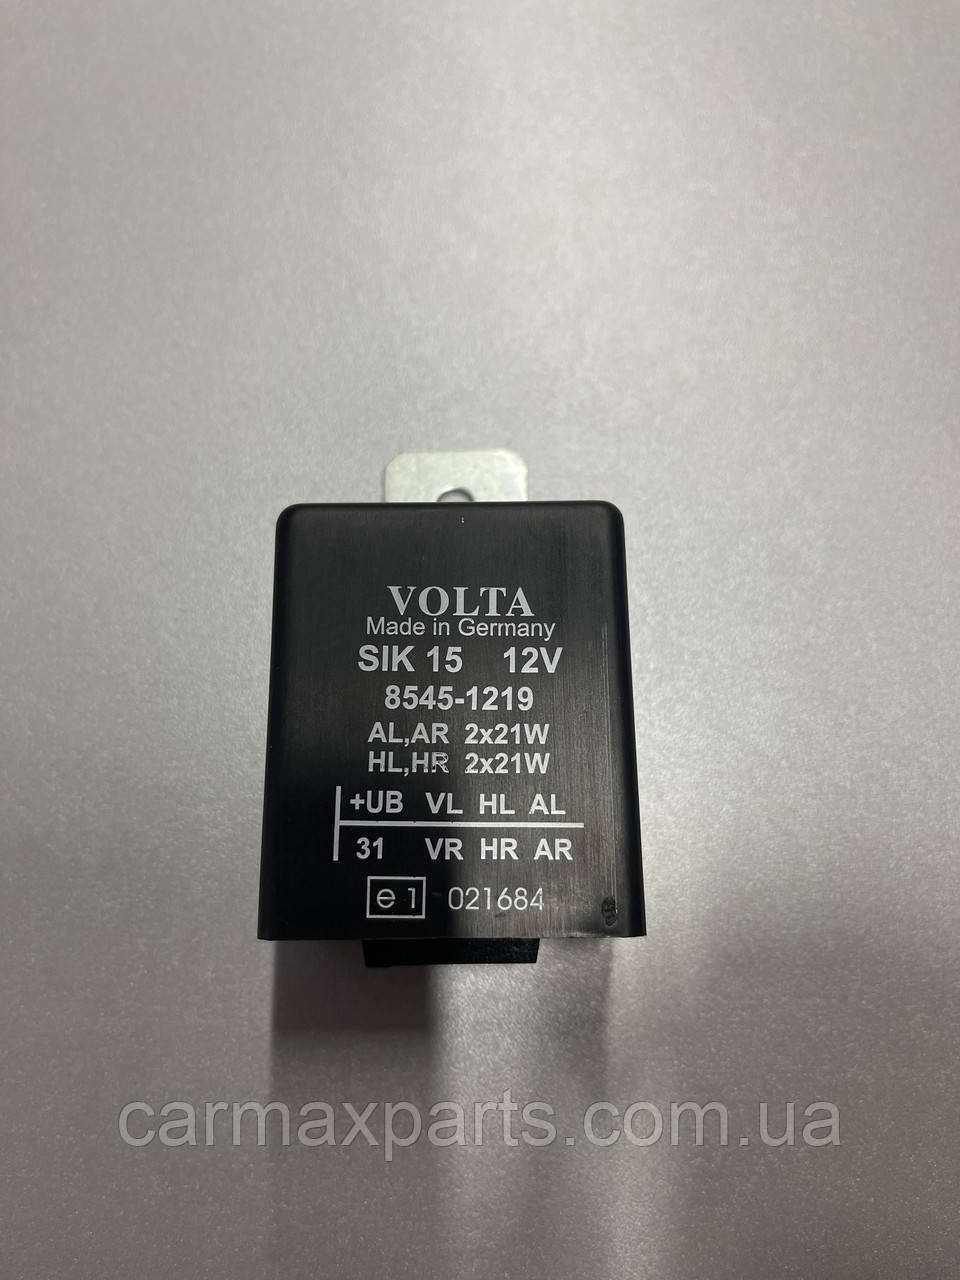 VOLTA
Made in Germany
SIK 15 12V
8545-1219
AL,AR 2x21W
HL,HR 2x21W
+UB VL HL AL
31 VR HR AR
e1 021684
carmaxparts.com.ua